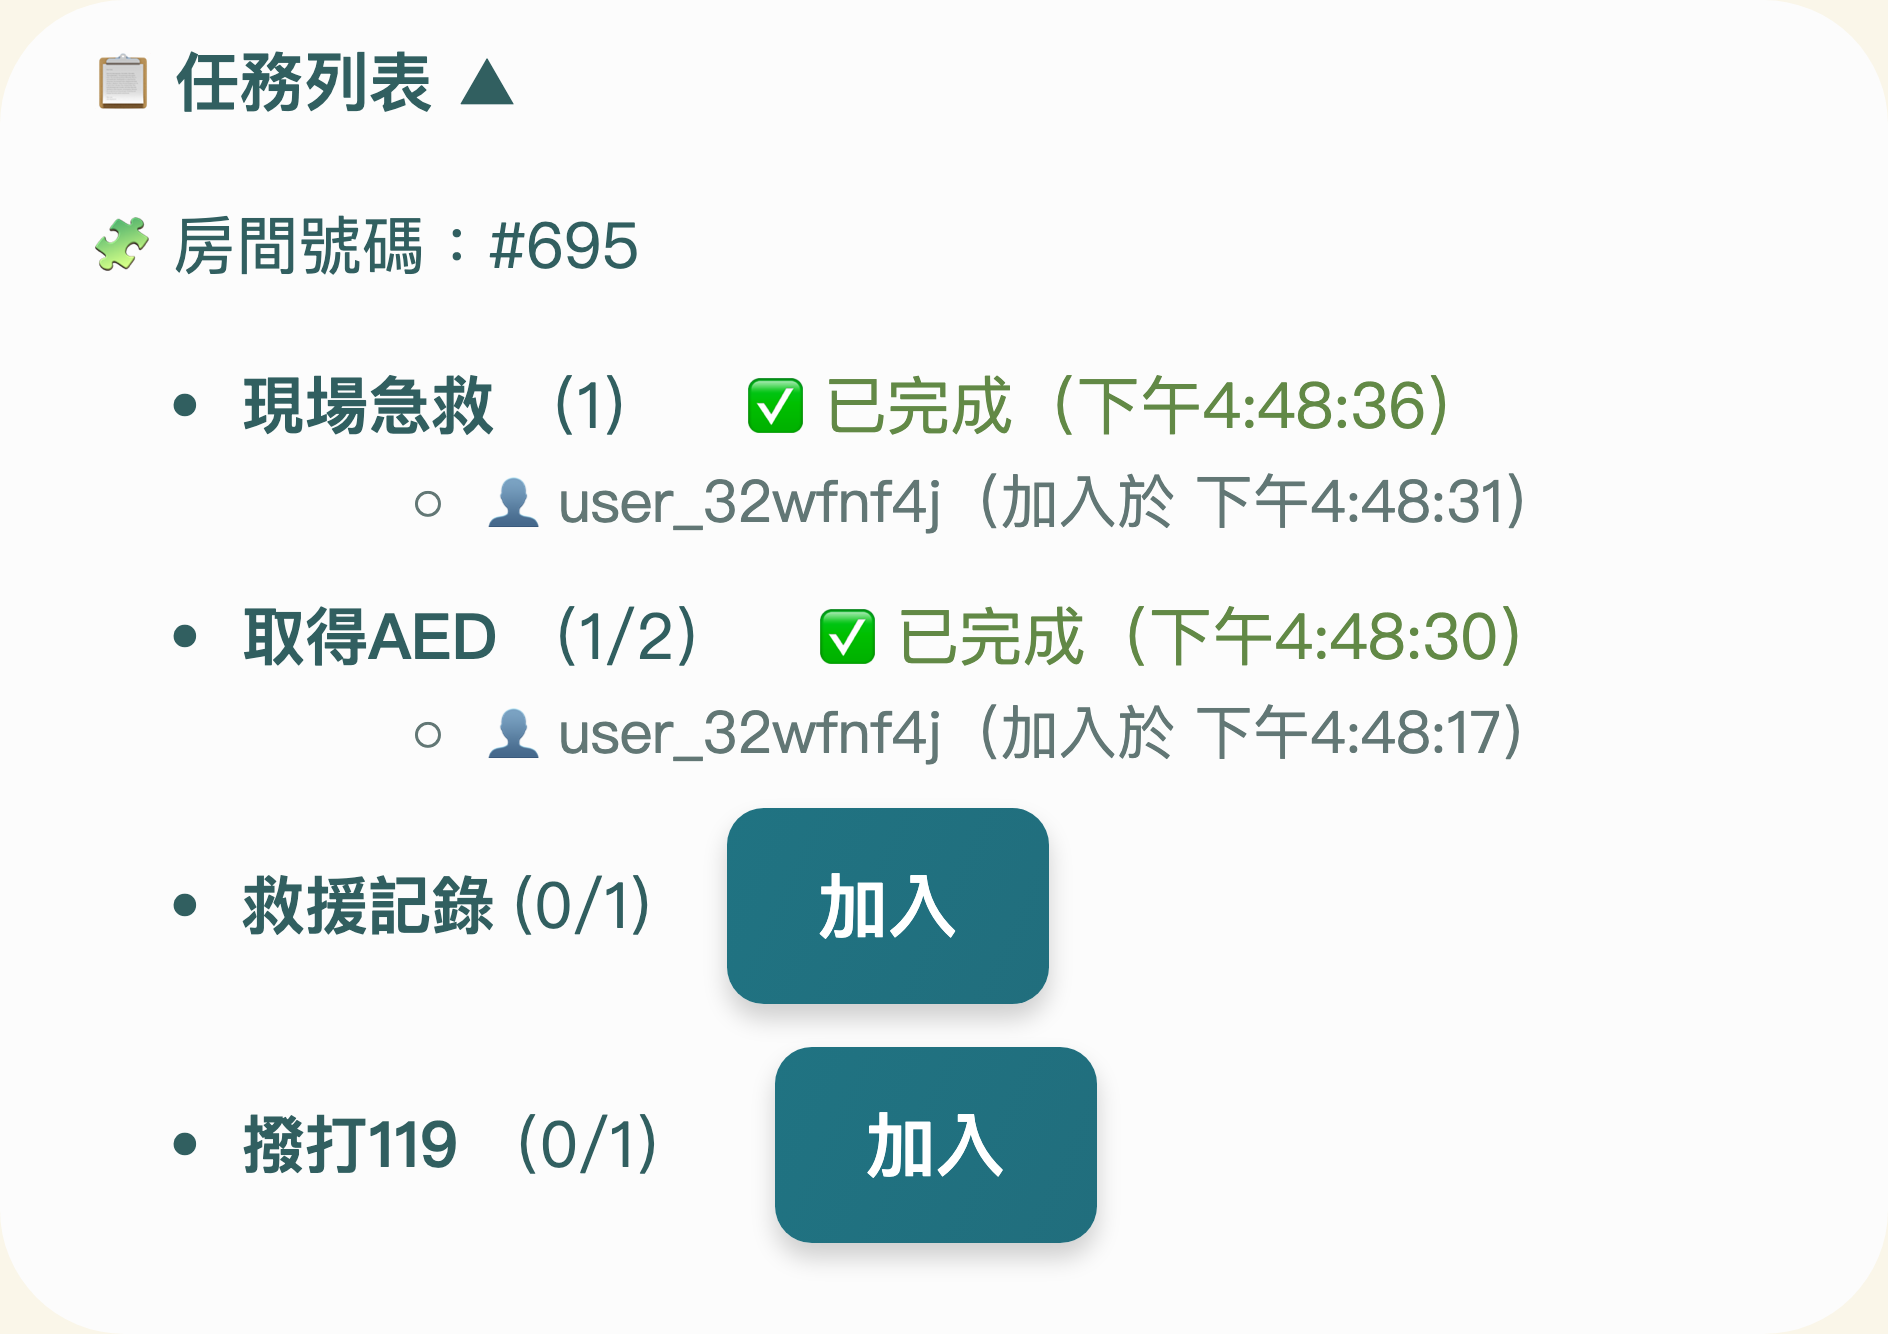 📋 任務列表 ▲
🧩 房間號碼：#695
• 現場急救 (1) ✅ 已完成（下午4:48:36）
○ 👤 user_32wfnf4j（加入於 下午4:48:31）
• 取得AED (1/2) ✅ 已完成（下午4:48:30）
○ 👤 user_32wfnf4j（加入於 下午4:48:17）
• 救援記錄 (0/1) 加入
• 撥打119 (0/1) 加入